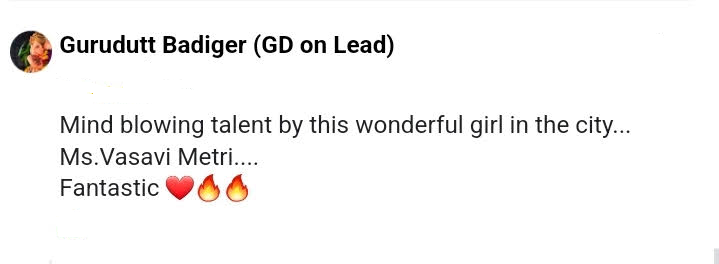 Gurudutt Badiger (GD on Lead)
Mind blowing talent by this wonderful girl in the city...
Ms.Vasavi Metri....
Fantastic ❤️🔥🔥